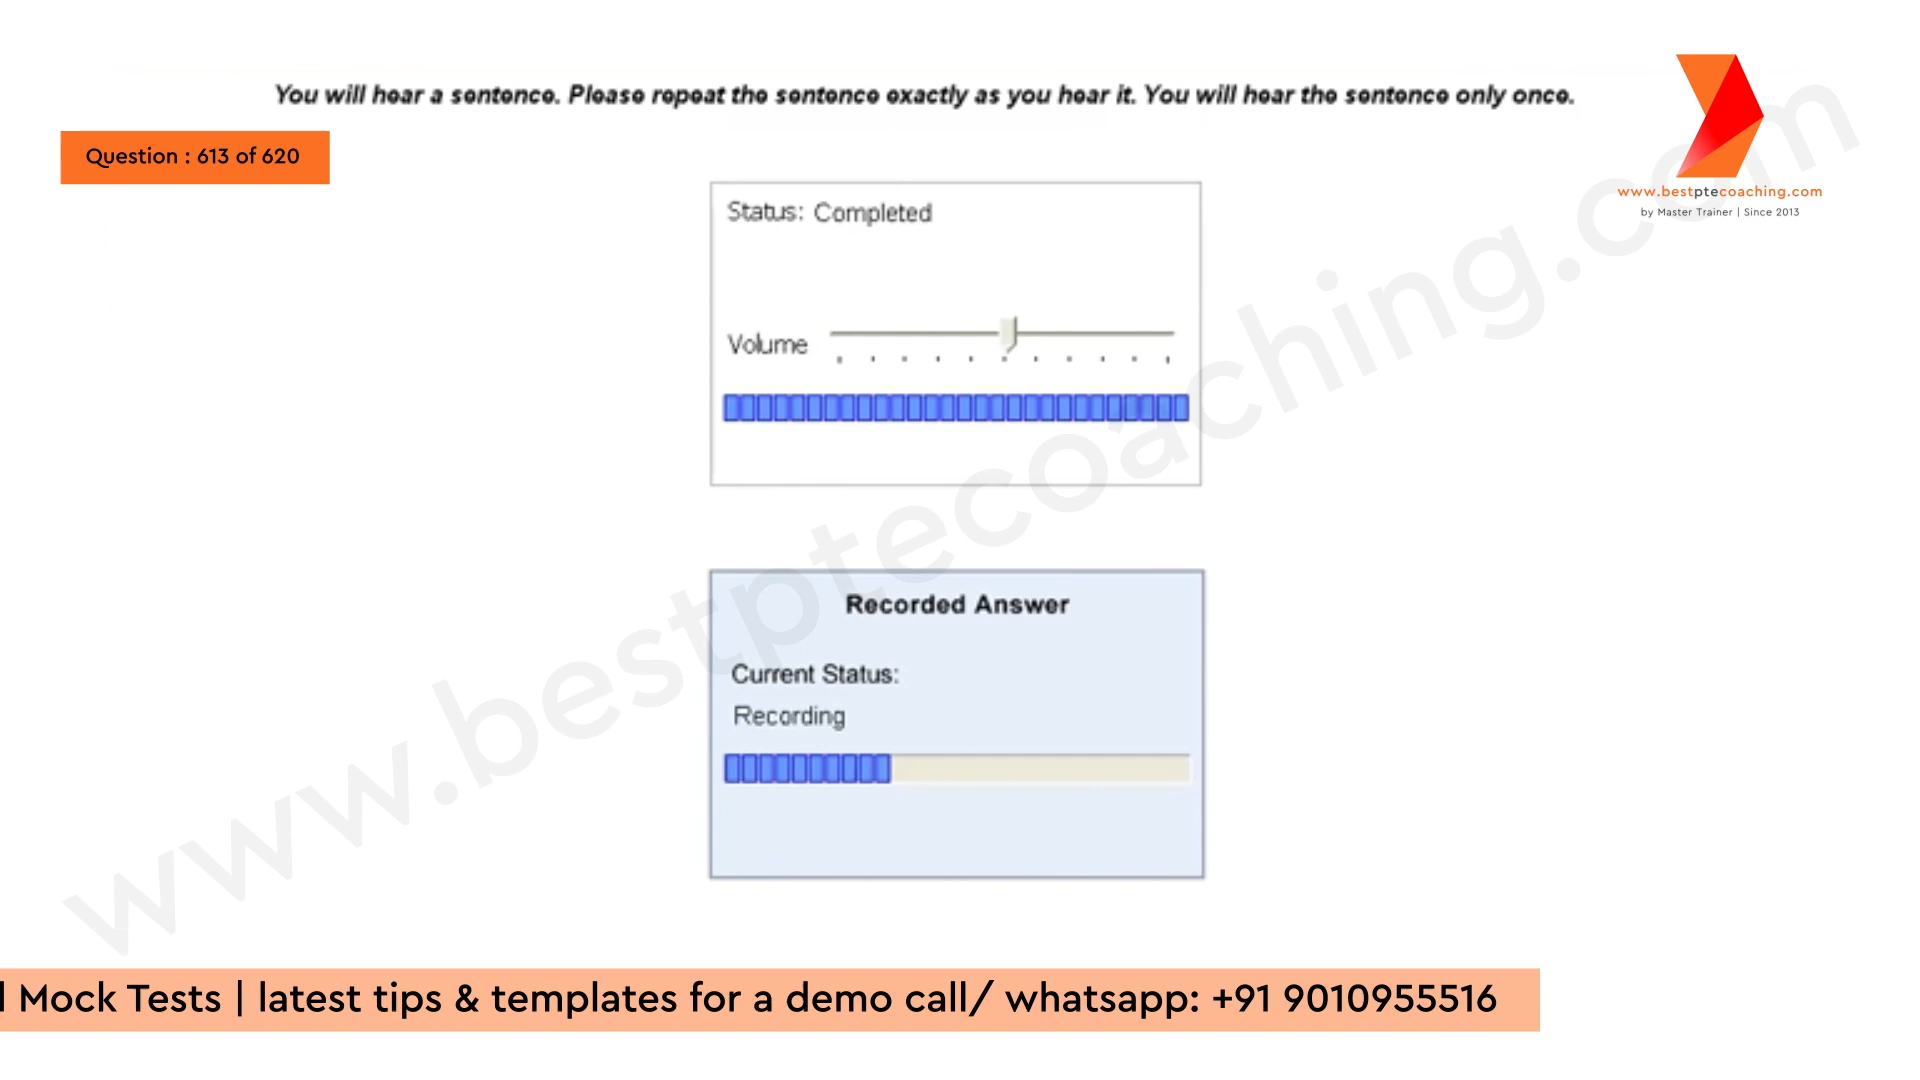 You will hear a sentence. Please repeat the sentence exactly as you hear it. You will hear the sentence only once.
Question : 613 of 620
www.bestptecoaching.com
by Master Trainer | Since 2013
Status: Completed
Volume
Recorded Answer
Current Status:
Recording
www.bestptecoaching.com
Mock Tests | latest tips & templates for a demo call/ whatsapp: +91 9010955516